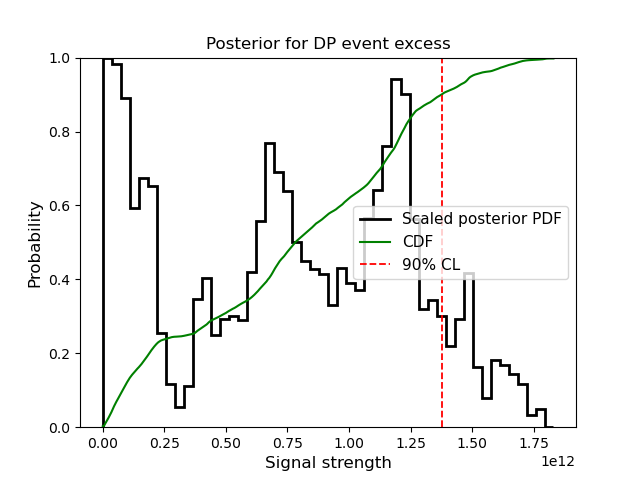 Posterior for DP event excess
Probability
1.0
0.8
0.6
0.4
0.2
0.0
Scaled posterior PDF
CDF
90% CL
0.00 0.25 0.50 0.75 1.00 1.25 1.50 1.75
1e12
Signal strength